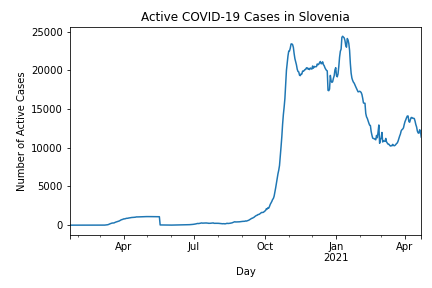 Active COVID-19 Cases in Slovenia
Number of Active Cases
25000
20000
15000
10000
5000
0
Apr
Jul
Oct
Jan
2021
Apr
Day